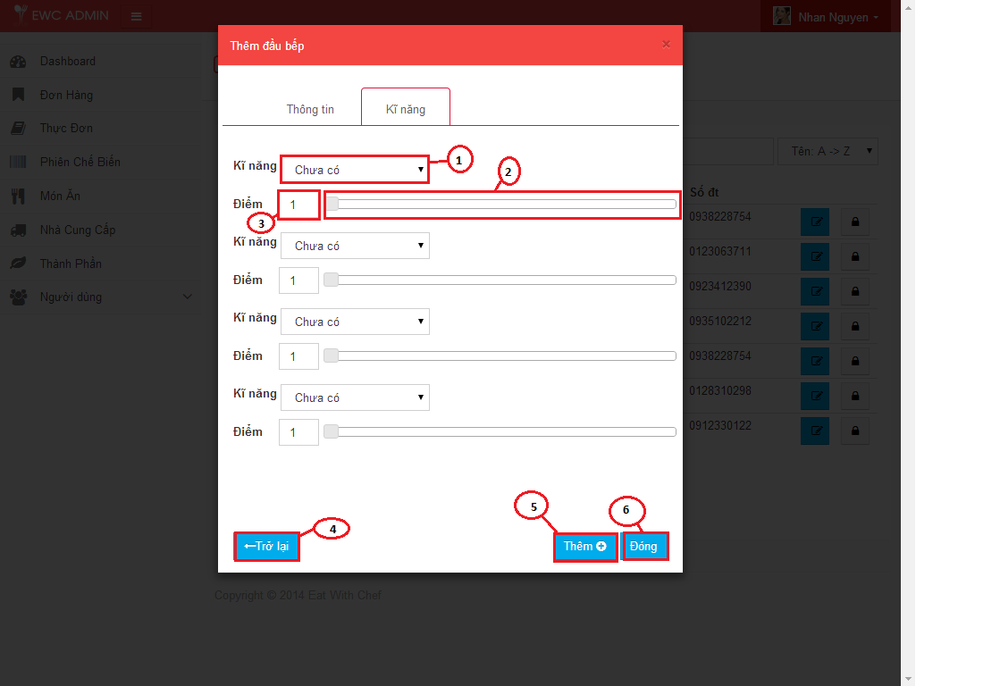 EWC ADMIN
Nhan Nguyen
Thêm đầu bếp
×
Dashboard
Đơn Hàng
Thực Đơn
Phiên Chế Biến
Món Ăn
Nhà Cung Cấp
Thành Phần
Người dùng
Thông tin
Kĩ năng
Tên: A -> Z
Kĩ năng Chưa có
1
2
Điểm 1
3
Kĩ năng Chưa có
Điểm 1
Kĩ năng Chưa có
Điểm 1
Kĩ năng Chưa có
Điểm 1
Số đt
0938228754
0123063711
0923412390
0935102212
0938228754
0128310298
0912330122
4
5
6
←Trở lại
Thêm
Đóng
Copyright © 2014 Eat With Chef